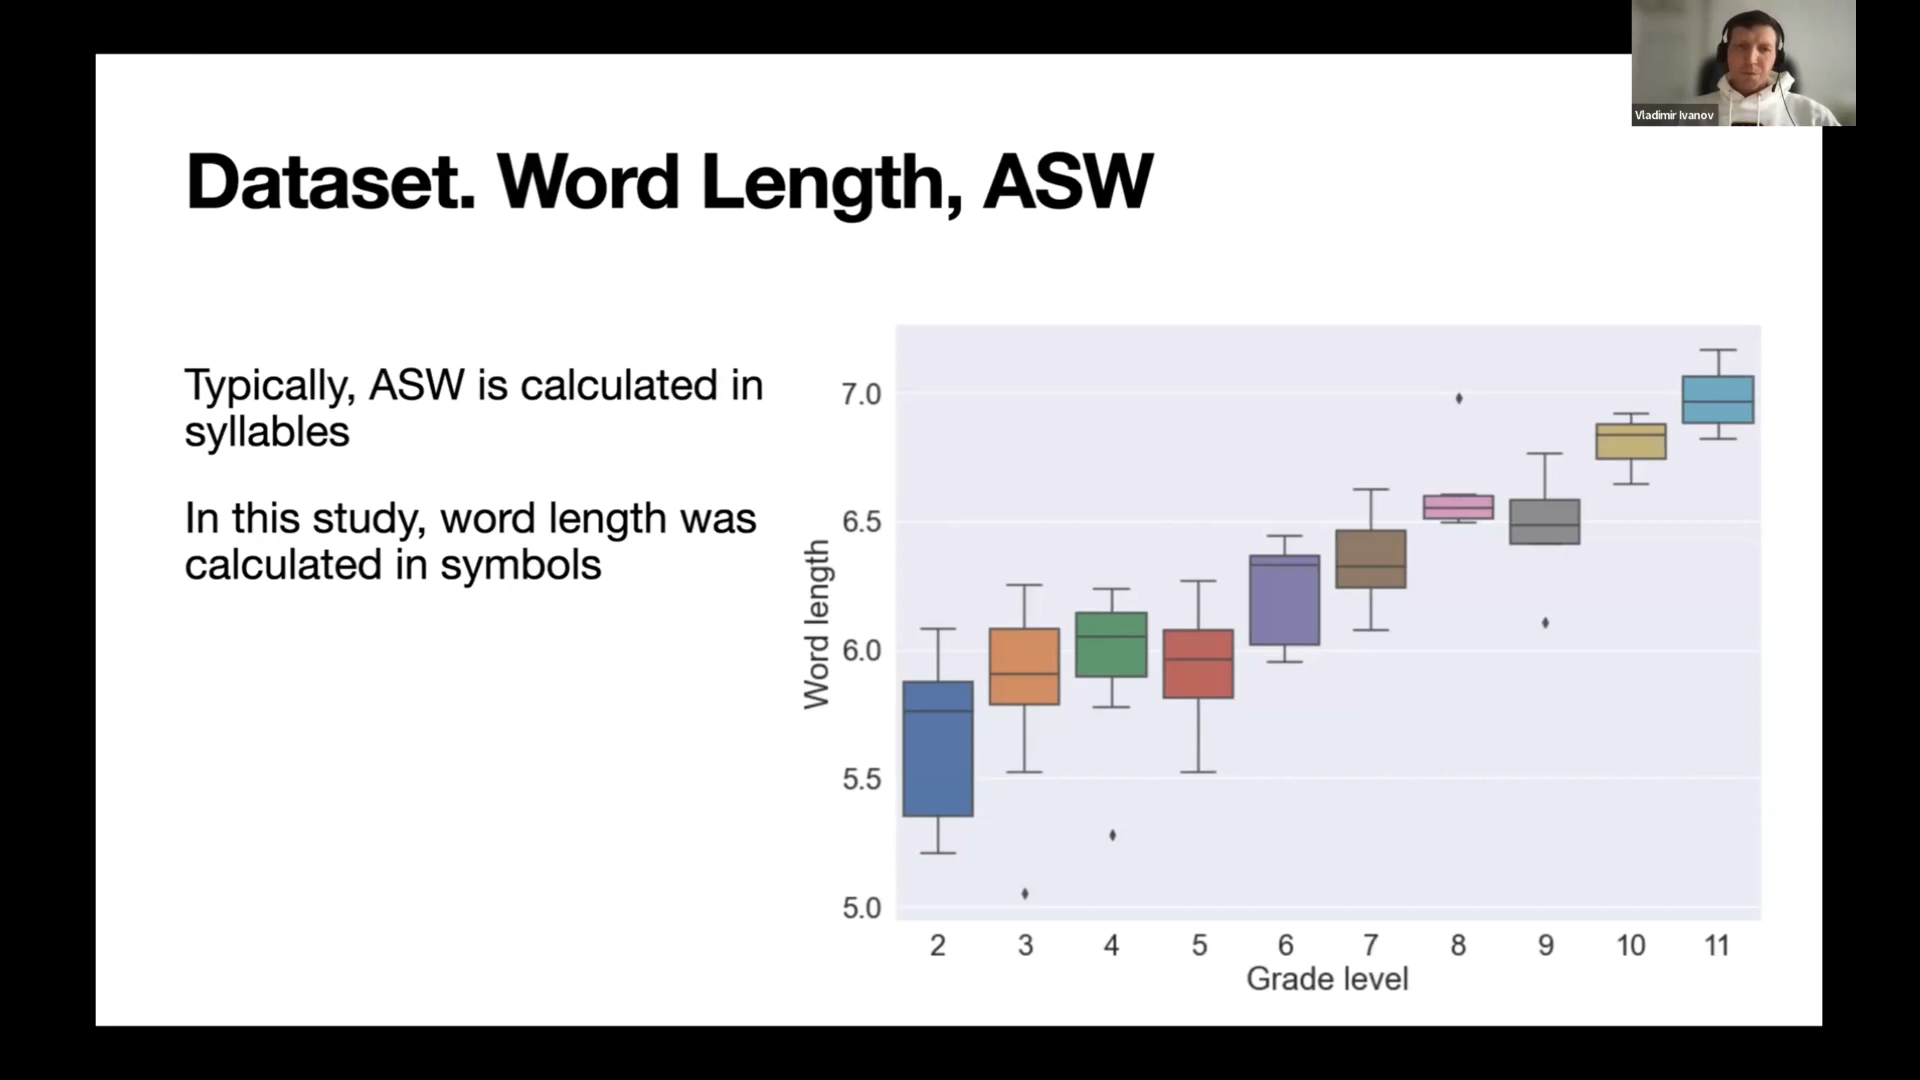 Vladimir Ivanov
Dataset. Word Length, ASW
Typically, ASW is calculated in
syllables
In this study, word length was
calculated in symbols
Word length
7.0
6.5
6.0
5.5
5.0
2 3 4 5 6 7 8 9 10 11
Grade level